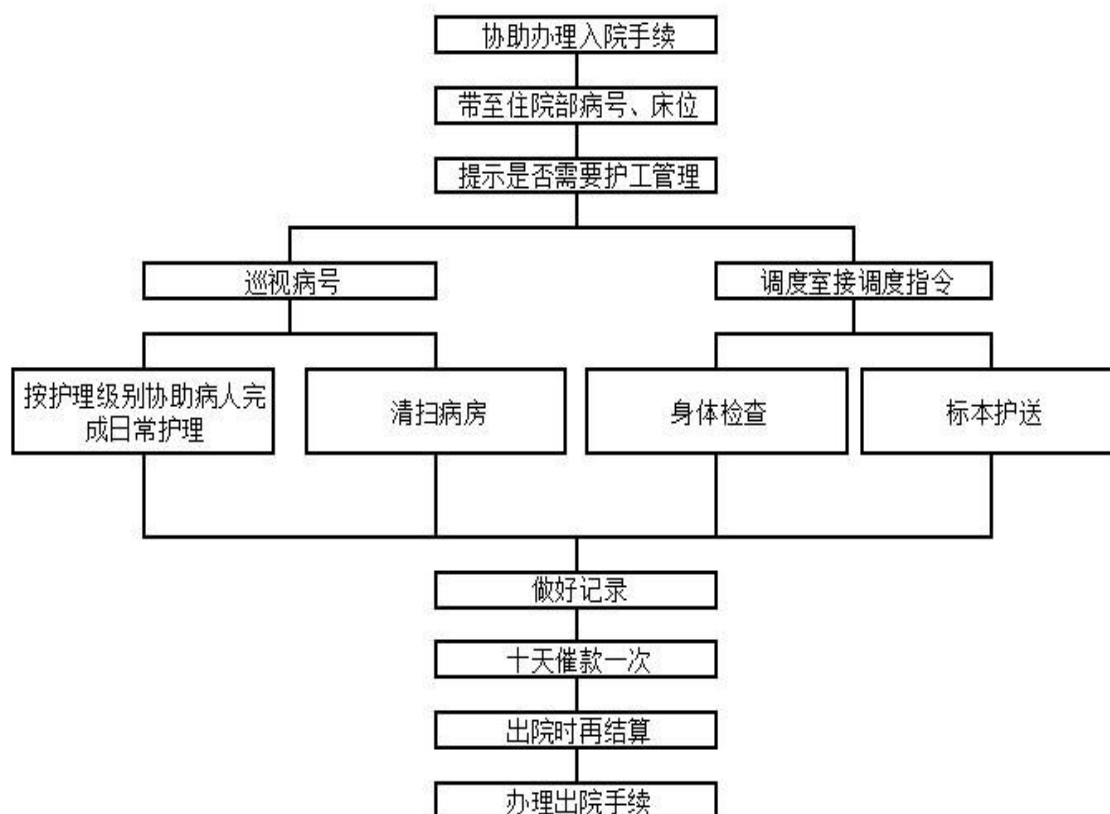 协助办理入院手续
带至住院部病号、床位
提示是否需要护工管理
巡视病号
调度室接调度指令
按护理级别协助病人完
成日常护理
清扫病房
身体检查
标本护送
做好记录
十天催款一次
出院时再结算
办理出院手续